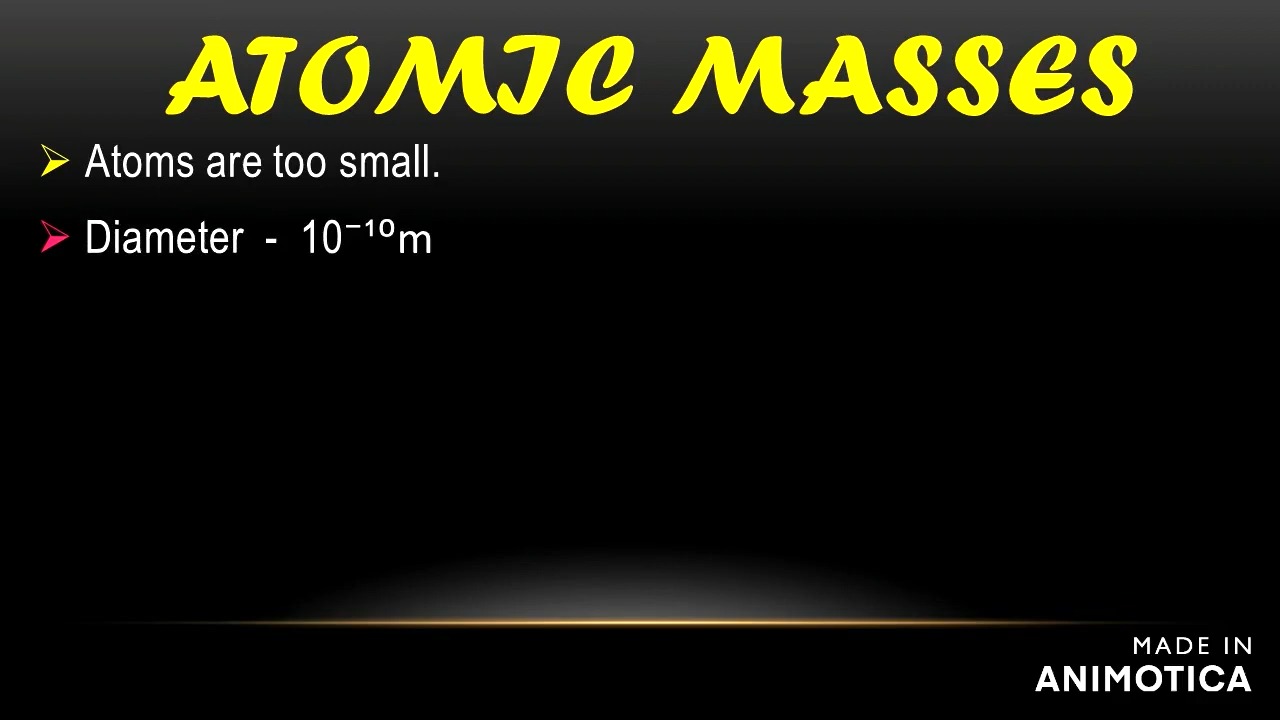 ATOMIC MASSES
Atoms are too small.
Diameter - 10⁻¹⁰m
MADE IN
ANIMOTICA